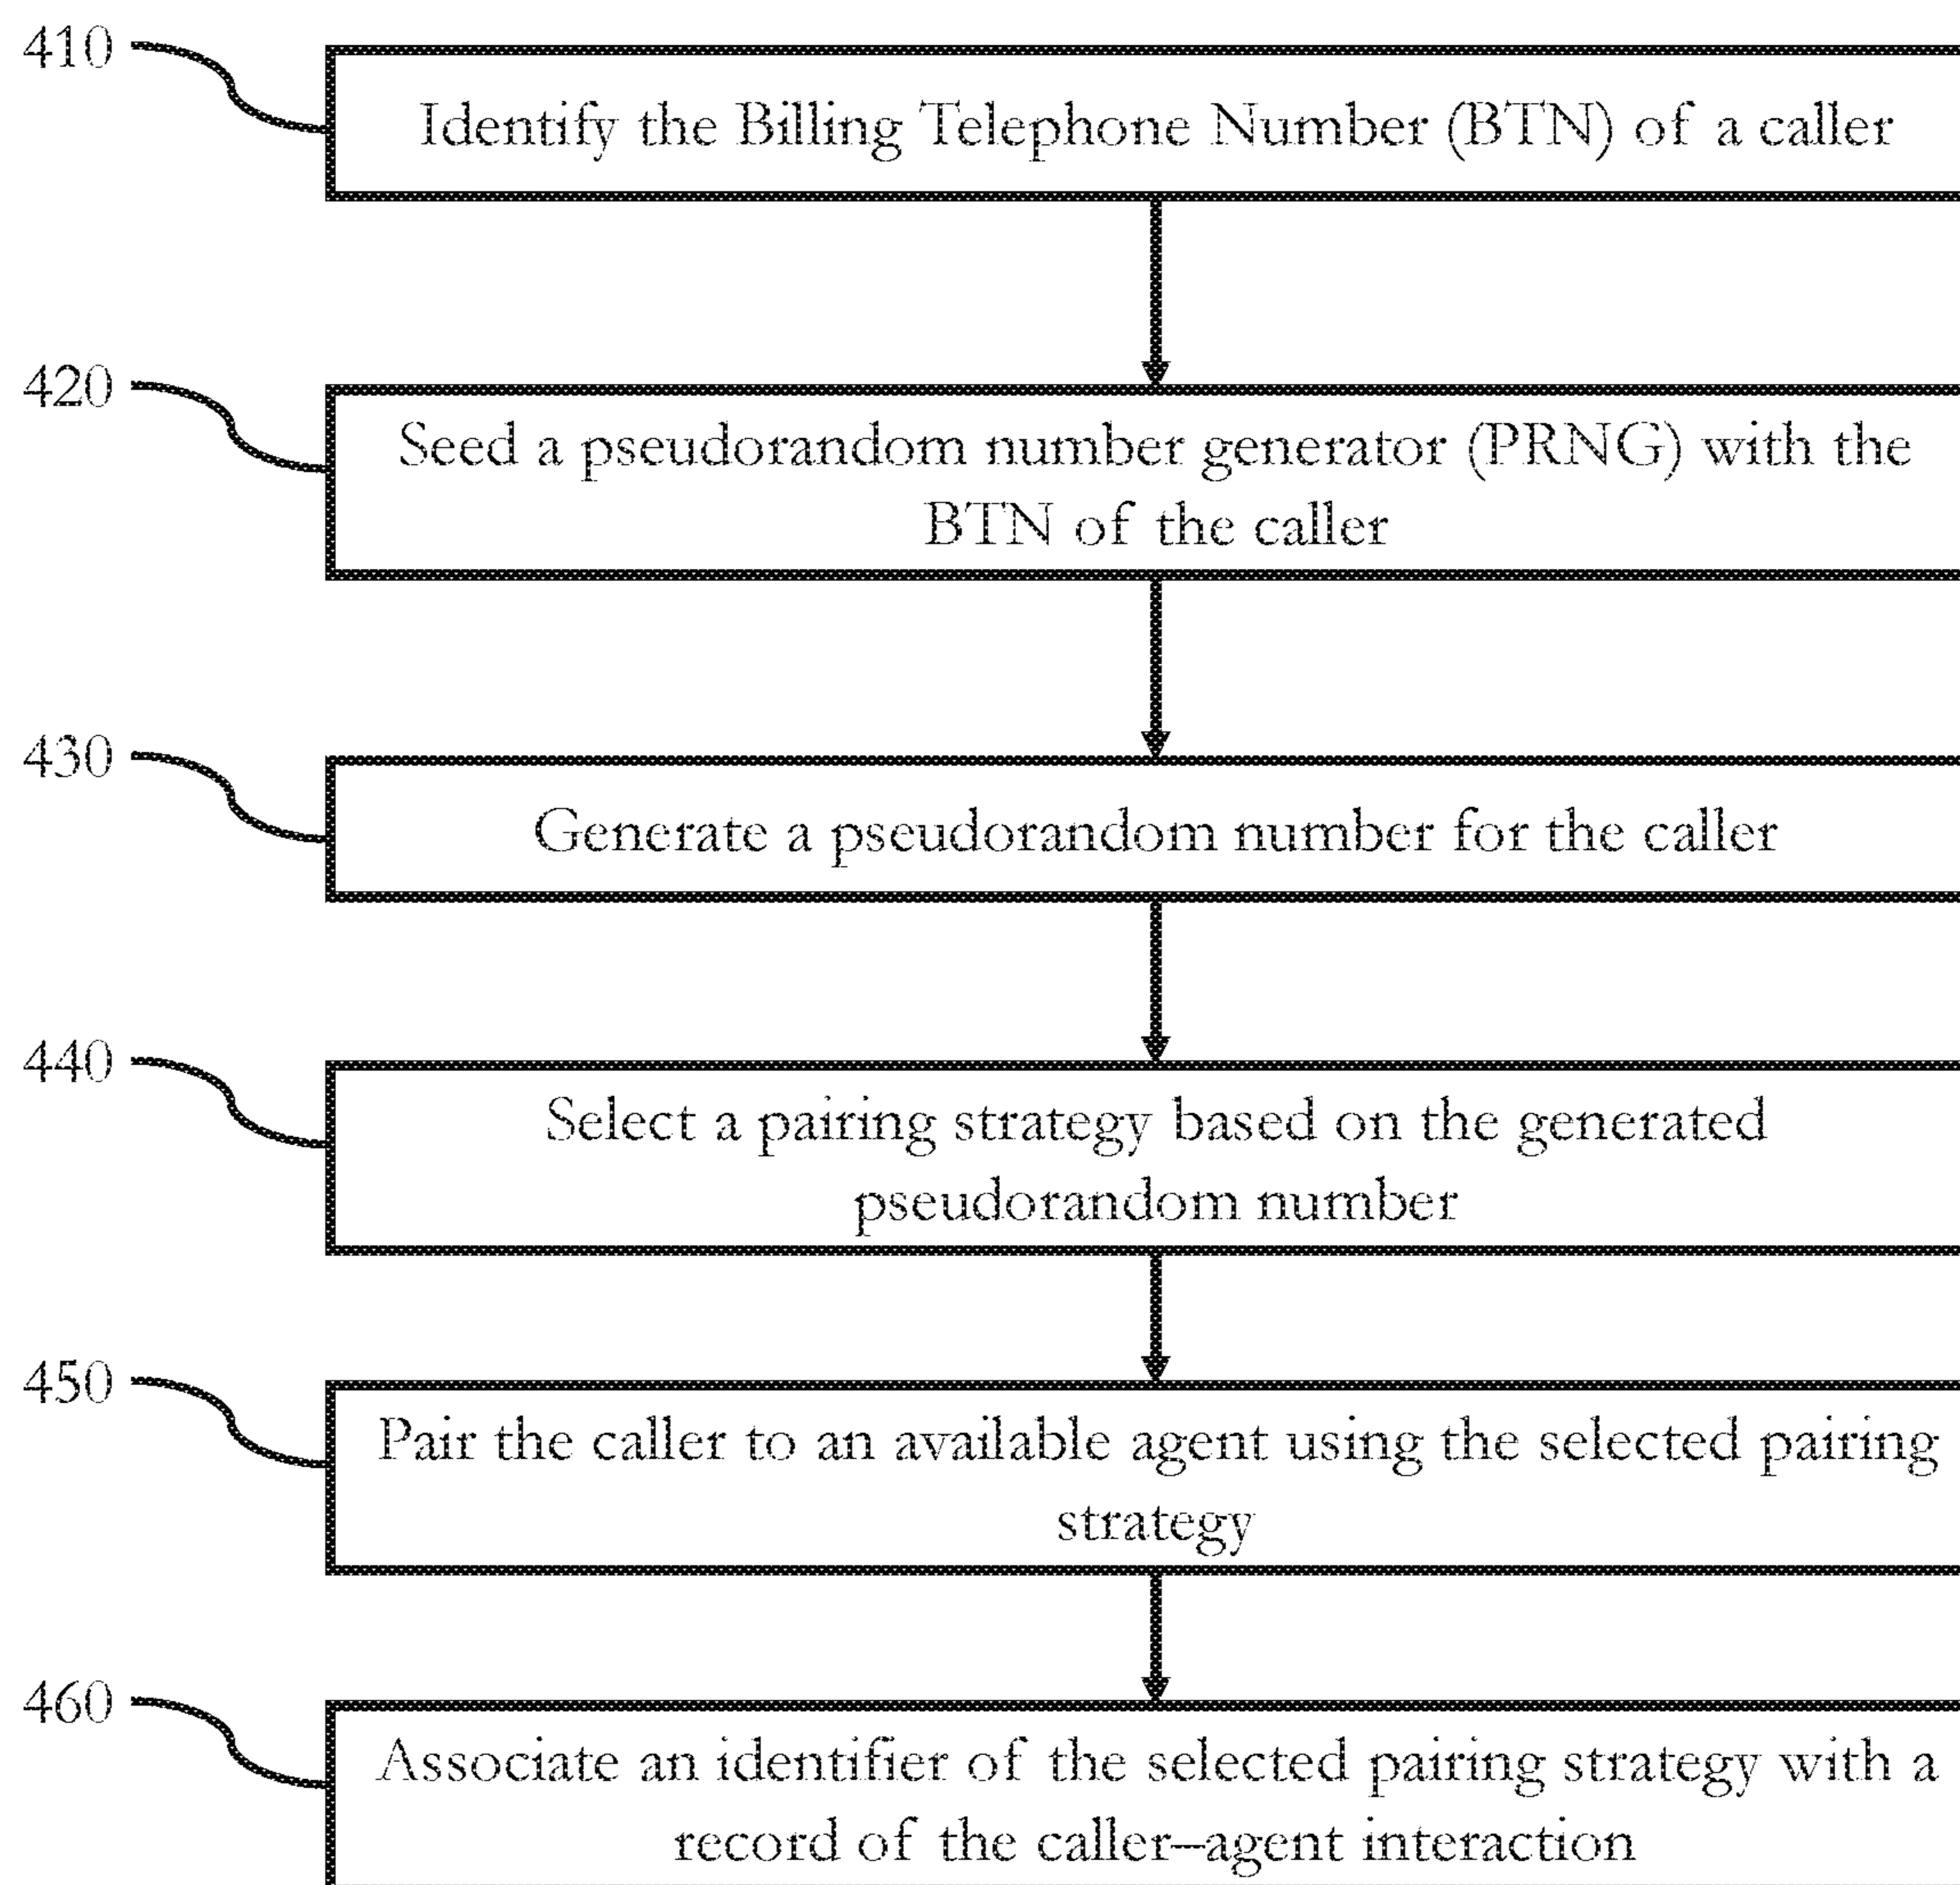 410
Identify the Billing Telephone Number (BTN) of a caller
420
Seed a pseudorandom number generator (PRNG) with the
BTN of the caller
430
Generate a pseudorandom number for the caller
440
Select a pairing strategy based on the generated
pseudorandom number
450
Pair the caller to an available agent using the selected pairing
strategy
460
Associate an identifier of the selected pairing strategy with a
record of the caller–agent interaction